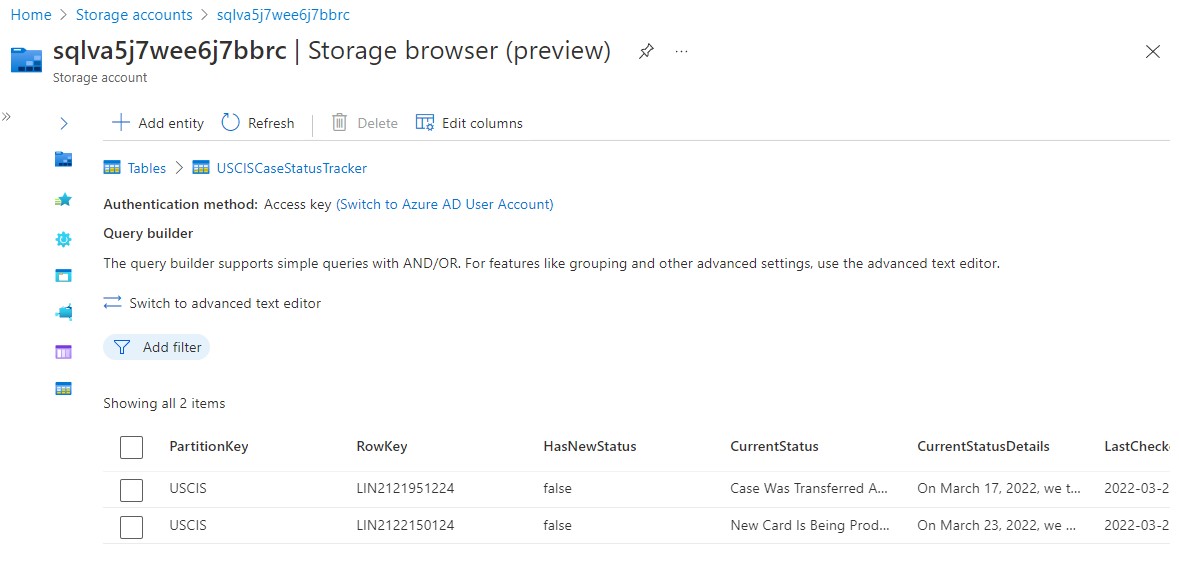 Home > Storage accounts > sqlva5j7wee6j7bbrc
sqlva5j7wee6j7bbrc | Storage browser (preview) ...
Storage account
Add entity Refresh Delete Edit columns
Tables > USCISCaseStatusTracker
Authentication method: Access key (Switch to Azure AD User Account)
Query builder
The query builder supports simple queries with AND/OR. For features like grouping and other advanced settings, use the advanced text editor.
Switch to advanced text editor
Add filter
Showing all 2 items
PartitionKey RowKey HasNewStatus CurrentStatus CurrentStatusDetails LastChecke
USCIS LIN2121951224 false Case Was Transferred A... On March 17, 2022, we t... 2022-03-2
USCIS LIN2122150124 false New Card Is Being Prod... On March 23, 2022, we ... 2022-03-2